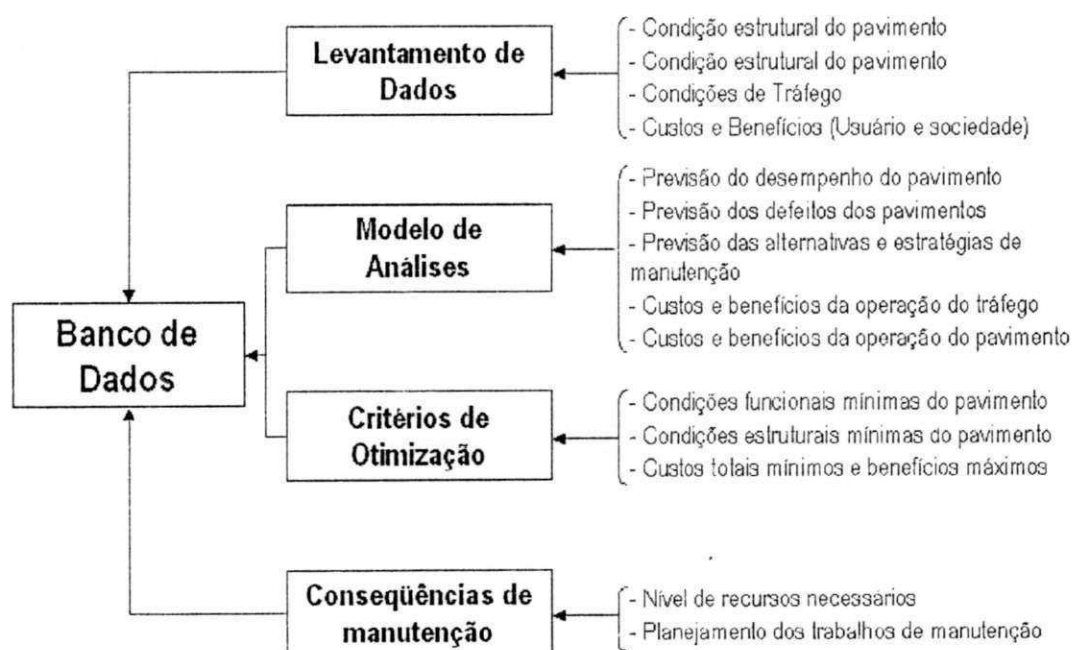 Levantamento de
Dados
- Condição estrutural do pavimento
- Condição estrutural do pavimento
- Condições de Tráfego
- Custos e Benefícios (Usuário e sociedade)
Modelo de
Análises
- Previsão do desempenho do pavimento
- Previsão dos defeitos dos pavimentos
- Previsão das alternativas e estratégias de
manutenção
- Custos e benefícios da operação do tráfego
- Custos e benefícios da operação do pavimento
Banco de
Dados
Critérios de
Otimização
- Condições funcionais mínimas do pavimento
- Condições estruturais mínimas do pavimento
- Custos totais mínimos e benefícios máximos
Conseqüências de
manutenção
- Nível de recursos necessários
- Planejamento dos trabalhos de manutenção